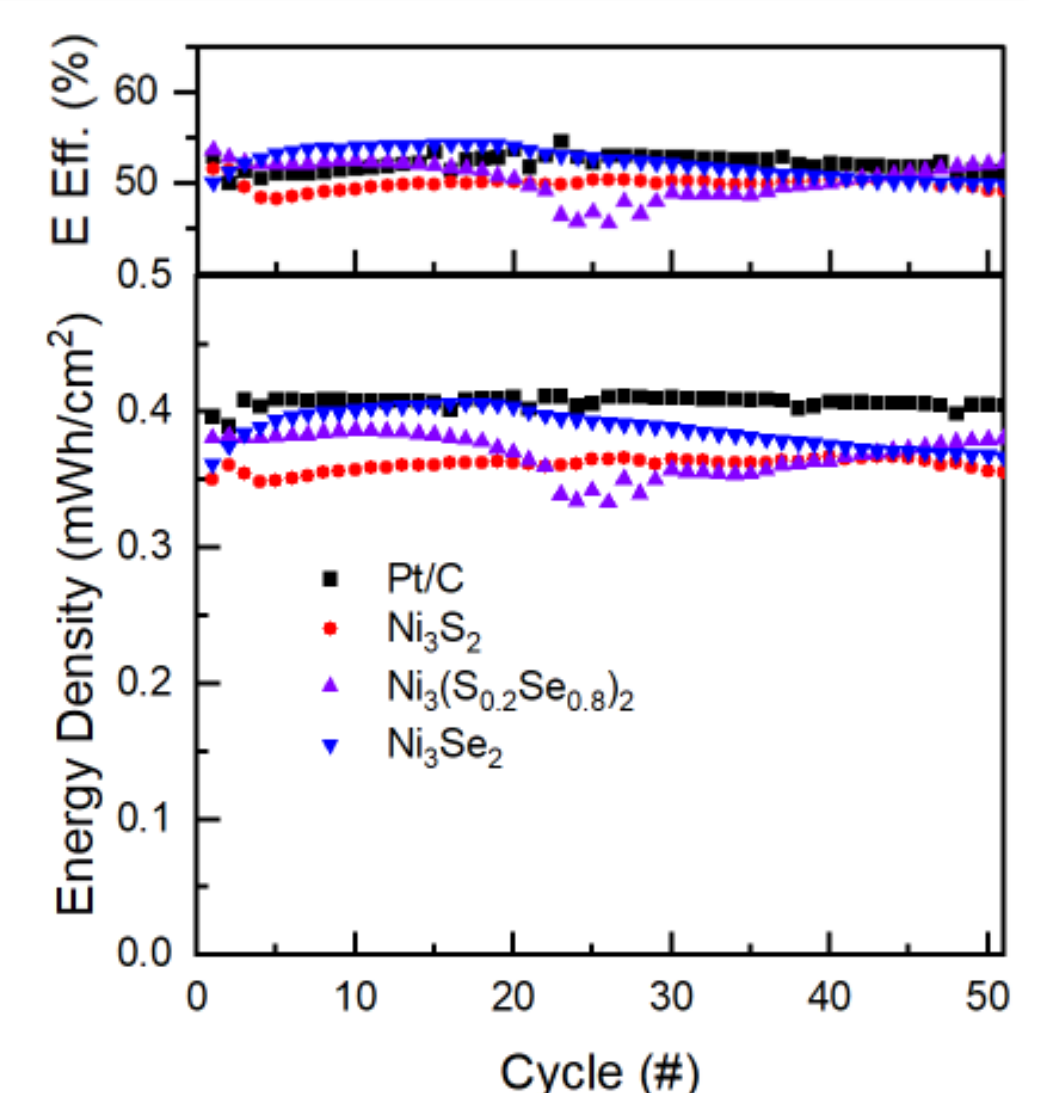 E Eff. (%)
60
50
Energy Density (mWh/cm²)
0.5
0.4
0.3
0.2
0.1
0.0
Pt/C
Ni₃S₂
Ni₃(S₀.₂Se₀.₈)₂
Ni₃Se₂
0 10 20 30 40 50
Cycle (#)